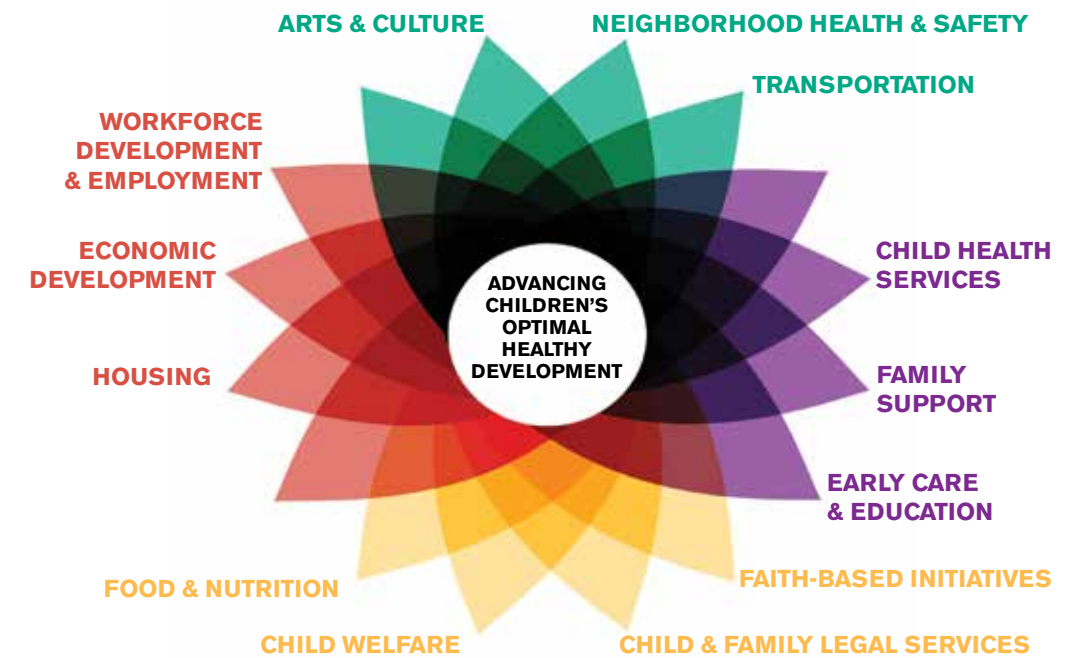 ARTS & CULTURE
NEIGHBORHOOD HEALTH & SAFETY
TRANSPORTATION
WORKFORCE
DEVELOPMENT
& EMPLOYMENT
ECONOMIC
DEVELOPMENT
HOUSING
ADVANCING
CHILDREN’S
OPTIMAL
HEALTHY
DEVELOPMENT
CHILD HEALTH
SERVICES
FAMILY
SUPPORT
EARLY CARE
& EDUCATION
FOOD & NUTRITION
FAITH-BASED INITIATIVES
CHILD WELFARE
CHILD & FAMILY LEGAL SERVICES